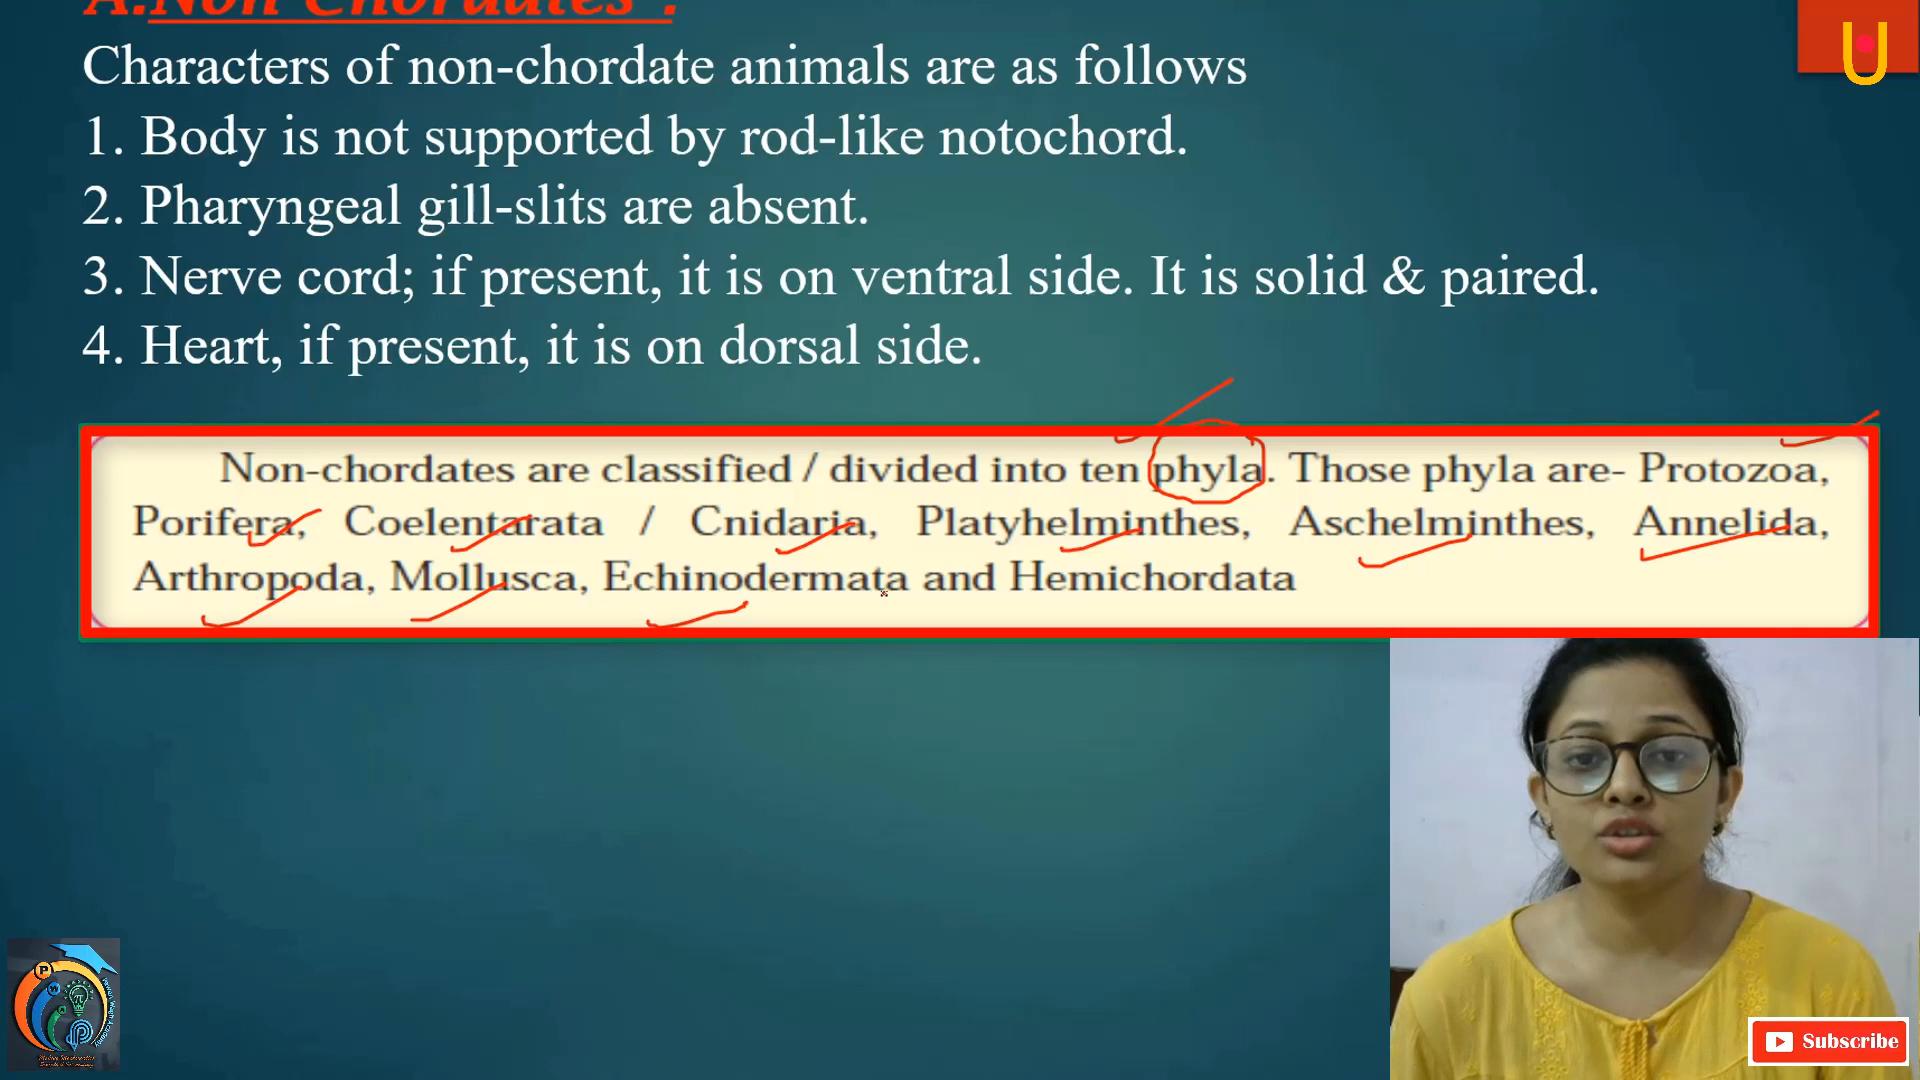 A.Non Chordates :
Characters of non-chordate animals are as follows
1. Body is not supported by rod-like notochord.
2. Pharyngeal gill-slits are absent.
3. Nerve cord; if present, it is on ventral side. It is solid & paired.
4. Heart, if present, it is on dorsal side.
Non-chordates are classified / divided into ten phyla. Those phyla are- Protozoa,
Porifera, Coelentarata / Cnidaria, Platyhelminthes, Aschelminthes, Annelida,
Arthropoda, Mollusca, Echinodermata and Hemichordata
U
P
W
A
π
Subscribe